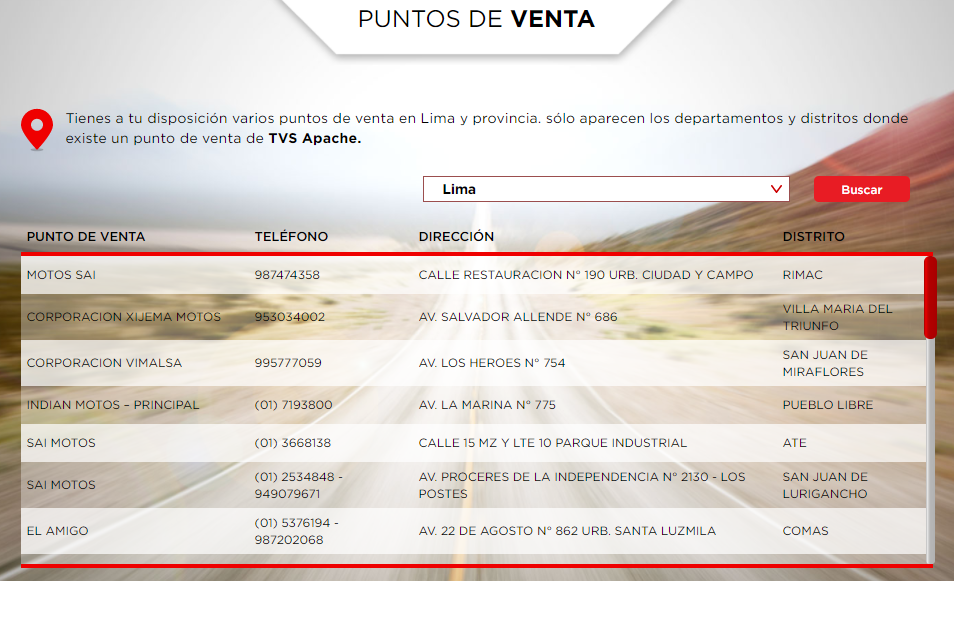 PUNTOS DE VENTA
Tienes a tu disposición varios puntos de venta en Lima y provincia. sólo aparecen los departamentos y distritos donde
existe un punto de venta de TVS Apache.
Lima
Buscar
PUNTO DE VENTA TELÉFONO DIRECCIÓN DISTRITO
MOTOS SAI 987474358 CALLE RESTAURACION N° 190 URB. CIUDAD Y CAMPO RIMAC
CORPORACION XIJEMA MOTOS 953034002 AV. SALVADOR ALLENDE N° 686 VILLA MARIA DEL
TRIUNFO
CORPORACION VIMALSA 995777059 AV. LOS HEROES N° 754 SAN JUAN DE
MIRAFLORES
INDIAN MOTOS – PRINCIPAL (01) 7193800 AV. LA MARINA N° 775 PUEBLO LIBRE
SAI MOTOS (01) 3668138 CALLE 15 MZ Y LTE 10 PARQUE INDUSTRIAL ATE
SAI MOTOS (01) 2534848 - AV. PROCERES DE LA INDEPENDENCIA N° 2130 - LOS SAN JUAN DE
949079671 POSTES LURIGANCHO
EL AMIGO (01) 5376194 - AV. 22 DE AGOSTO N° 862 URB. SANTA LUZMILA COMAS
987202068